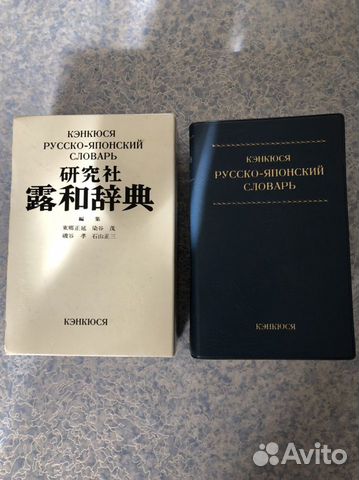 КЭНКЮСЯ
РУССКО-ЯПОНСКИЙ
СЛОВАРЬ
研究社
露和辞典
編 集
東郷正延 染谷 茂
磯谷 孝 石山正三
КЭНКЮСЯ
КЭНКЮСЯ
РУССКО-ЯПОНСКИЙ
СЛОВАРЬ
КЭНКЮСЯ
Avito